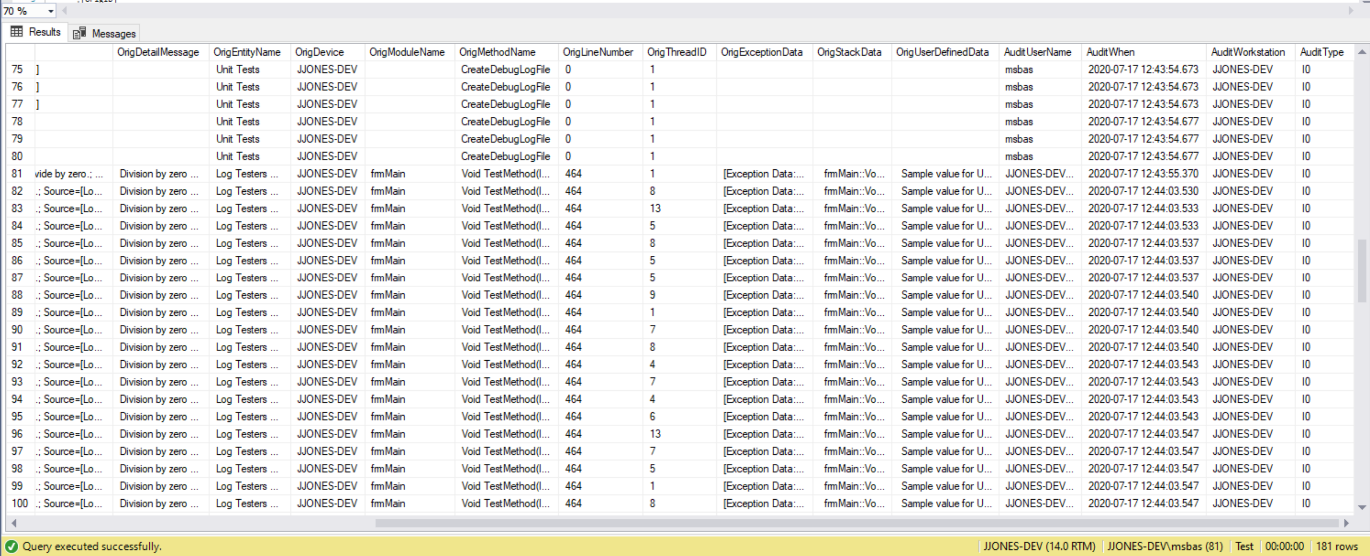 70 %
Results Messages
OrigDetailMessage OrigEntityName OrigDevice OrigModuleName OrigMethodName OrigLineNumber OrigThreadID OrigExceptionData OrigStackData OrigUserDefinedData AuditUserName AuditWhen AuditWorkstation AuditType
75 ] Unit Tests JJONES-DEV CreateDebugLogFile 0 1 msbas 2020-07-17 12:43:54.673 JJONES-DEV I0
76 ] Unit Tests JJONES-DEV CreateDebugLogFile 0 1 msbas 2020-07-17 12:43:54.673 JJONES-DEV I0
77 ] Unit Tests JJONES-DEV CreateDebugLogFile 0 1 msbas 2020-07-17 12:43:54.673 JJONES-DEV I0
78 Unit Tests JJONES-DEV CreateDebugLogFile 0 1 msbas 2020-07-17 12:43:54.677 JJONES-DEV I0
79 Unit Tests JJONES-DEV CreateDebugLogFile 0 1 msbas 2020-07-17 12:43:54.677 JJONES-DEV I0
80 Unit Tests JJONES-DEV CreateDebugLogFile 0 1 msbas 2020-07-17 12:43:54.677 JJONES-DEV I0
81 vide by zero.; ... Division by zero ... Log Testers ... JJONES-DEV frmMain Void TestMethod(I... 464 1 [Exception Data:... frmMain::Vo... Sample value for U... JJONES-DEV... 2020-07-17 12:43:55.370 JJONES-DEV I0
82 .; Source=[Lo... Division by zero ... Log Testers ... JJONES-DEV frmMain Void TestMethod(I... 464 8 [Exception Data:... frmMain::Vo... Sample value for U... JJONES-DEV... 2020-07-17 12:44:03.530 JJONES-DEV I0
83 .; Source=[Lo... Division by zero ... Log Testers ... JJONES-DEV frmMain Void TestMethod(I... 464 13 [Exception Data:... frmMain::Vo... Sample value for U... JJONES-DEV... 2020-07-17 12:44:03.533 JJONES-DEV I0
84 .; Source=[Lo... Division by zero ... Log Testers ... JJONES-DEV frmMain Void TestMethod(I... 464 5 [Exception Data:... frmMain::Vo... Sample value for U... JJONES-DEV... 2020-07-17 12:44:03.533 JJONES-DEV I0
85 .; Source=[Lo... Division by zero ... Log Testers ... JJONES-DEV frmMain Void TestMethod(I... 464 8 [Exception Data:... frmMain::Vo... Sample value for U... JJONES-DEV... 2020-07-17 12:44:03.537 JJONES-DEV I0
86 .; Source=[Lo... Division by zero ... Log Testers ... JJONES-DEV frmMain Void TestMethod(I... 464 5 [Exception Data:... frmMain::Vo... Sample value for U... JJONES-DEV... 2020-07-17 12:44:03.537 JJONES-DEV I0
87 .; Source=[Lo... Division by zero ... Log Testers ... JJONES-DEV frmMain Void TestMethod(I... 464 5 [Exception Data:... frmMain::Vo... Sample value for U... JJONES-DEV... 2020-07-17 12:44:03.537 JJONES-DEV I0
88 .; Source=[Lo... Division by zero ... Log Testers ... JJONES-DEV frmMain Void TestMethod(I... 464 9 [Exception Data:... frmMain::Vo... Sample value for U... JJONES-DEV... 2020-07-17 12:44:03.540 JJONES-DEV I0
89 .; Source=[Lo... Division by zero ... Log Testers ... JJONES-DEV frmMain Void TestMethod(I... 464 1 [Exception Data:... frmMain::Vo... Sample value for U... JJONES-DEV... 2020-07-17 12:44:03.540 JJONES-DEV I0
90 .; Source=[Lo... Division by zero ... Log Testers ... JJONES-DEV frmMain Void TestMethod(I... 464 7 [Exception Data:... frmMain::Vo... Sample value for U... JJONES-DEV... 2020-07-17 12:44:03.540 JJONES-DEV I0
91 .; Source=[Lo... Division by zero ... Log Testers ... JJONES-DEV frmMain Void TestMethod(I... 464 8 [Exception Data:... frmMain::Vo... Sample value for U... JJONES-DEV... 2020-07-17 12:44:03.540 JJONES-DEV I0
92 .; Source=[Lo... Division by zero ... Log Testers ... JJONES-DEV frmMain Void TestMethod(I... 464 4 [Exception Data:... frmMain::Vo... Sample value for U... JJONES-DEV... 2020-07-17 12:44:03.543 JJONES-DEV I0
93 .; Source=[Lo... Division by zero ... Log Testers ... JJONES-DEV frmMain Void TestMethod(I... 464 7 [Exception Data:... frmMain::Vo... Sample value for U... JJONES-DEV... 2020-07-17 12:44:03.543 JJONES-DEV I0
94 .; Source=[Lo... Division by zero ... Log Testers ... JJONES-DEV frmMain Void TestMethod(I... 464 4 [Exception Data:... frmMain::Vo... Sample value for U... JJONES-DEV... 2020-07-17 12:44:03.543 JJONES-DEV I0
95 .; Source=[Lo... Division by zero ... Log Testers ... JJONES-DEV frmMain Void TestMethod(I... 464 6 [Exception Data:... frmMain::Vo... Sample value for U... JJONES-DEV... 2020-07-17 12:44:03.543 JJONES-DEV I0
96 .; Source=[Lo... Division by zero ... Log Testers ... JJONES-DEV frmMain Void TestMethod(I... 464 13 [Exception Data:... frmMain::Vo... Sample value for U... JJONES-DEV... 2020-07-17 12:44:03.547 JJONES-DEV I0
97 .; Source=[Lo... Division by zero ... Log Testers ... JJONES-DEV frmMain Void TestMethod(I... 464 7 [Exception Data:... frmMain::Vo... Sample value for U... JJONES-DEV... 2020-07-17 12:44:03.547 JJONES-DEV I0
98 .; Source=[Lo... Division by zero ... Log Testers ... JJONES-DEV frmMain Void TestMethod(I... 464 5 [Exception Data:... frmMain::Vo... Sample value for U... JJONES-DEV... 2020-07-17 12:44:03.547 JJONES-DEV I0
99 .; Source=[Lo... Division by zero ... Log Testers ... JJONES-DEV frmMain Void TestMethod(I... 464 1 [Exception Data:... frmMain::Vo... Sample value for U... JJONES-DEV... 2020-07-17 12:44:03.547 JJONES-DEV I0
100 .; Source=[Lo... Division by zero ... Log Testers ... JJONES-DEV frmMain Void TestMethod(I... 464 8 [Exception Data:... frmMain::Vo... Sample value for U... JJONES-DEV... 2020-07-17 12:44:03.547 JJONES-DEV I0
Query executed successfully. JJONES-DEV (14.0 RTM) JJONES-DEV\msbas (81) Test 00:00:00 181 rows